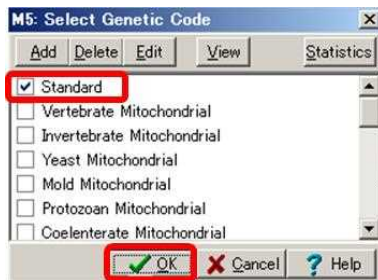 M5: Select Genetic Code
Add Delete Edit View Statistics
Standard
Vertebrate Mitochondrial
Invertebrate Mitochondrial
Yeast Mitochondrial
Mold Mitochondrial
Protozoan Mitochondrial
Coelenterate Mitochondrial
OK Cancel ? Help